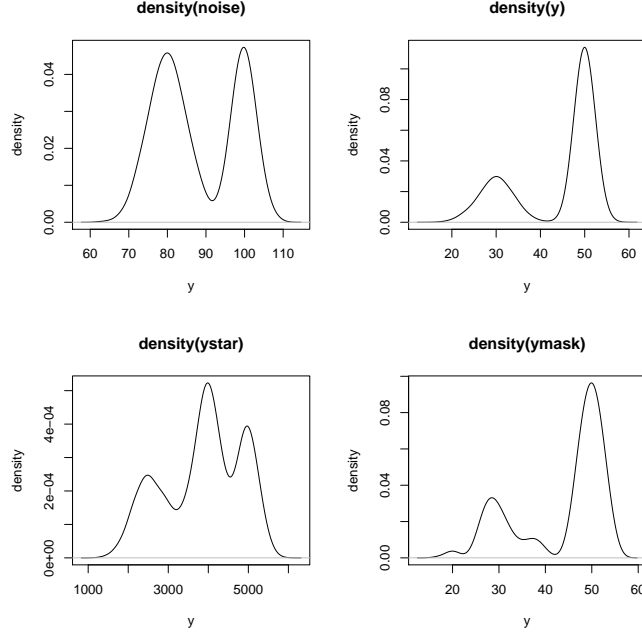 density(noise)
density
0.00
0.02
0.04
60 70 80 90 100 110
y
density(y)
density
0.00
0.04
0.08
20 30 40 50 60
y
density(ystar)
density
0e+00
2e−04
4e−04
1000 3000 5000
y
density(ymask)
density
0.00
0.04
0.08
20 30 40 50 60
y